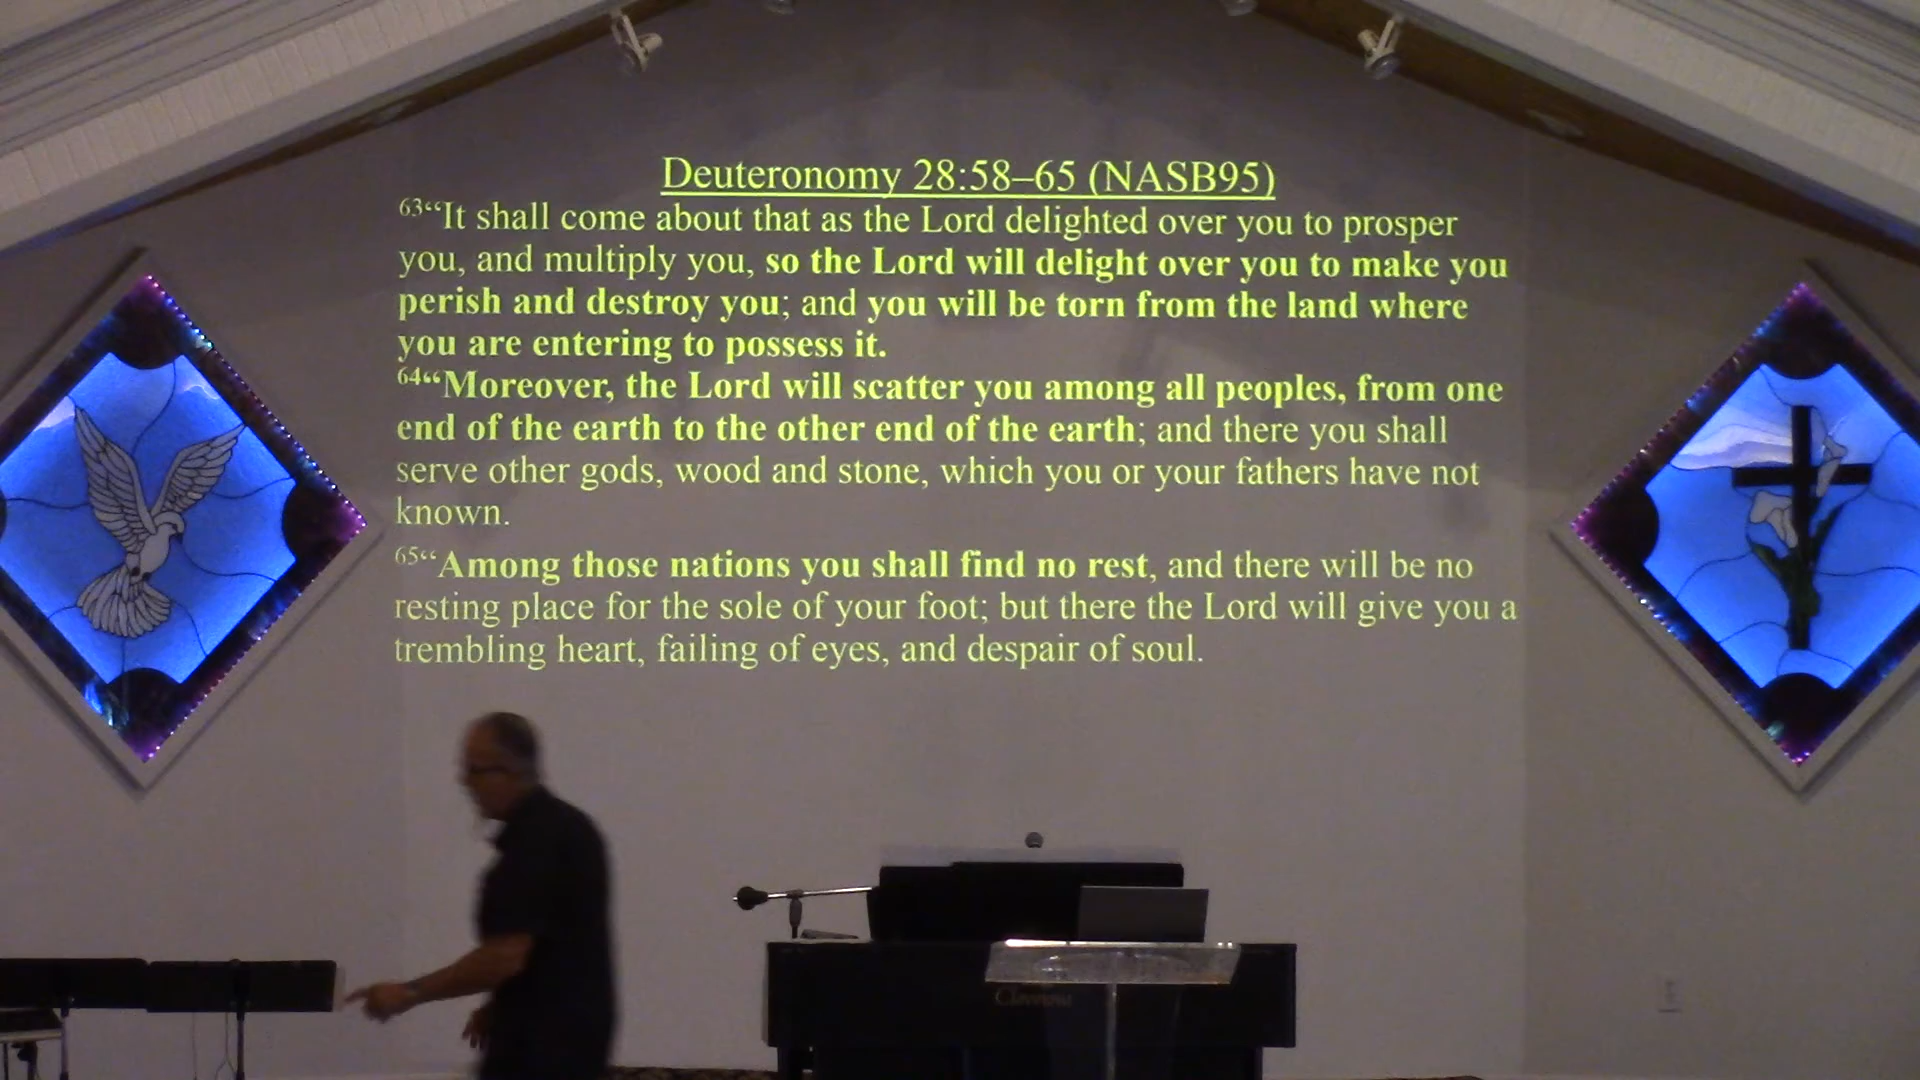 Deuteronomy 28:58–65 (NASB95)
63“It shall come about that as the Lord delighted over you to prosper
you, and multiply you, so the Lord will delight over you to make you
perish and destroy you; and you will be torn from the land where
you are entering to possess it.
64“Moreover, the Lord will scatter you among all peoples, from one
end of the earth to the other end of the earth; and there you shall
serve other gods, wood and stone, which you or your fathers have not
known.
65“Among those nations you shall find no rest, and there will be no
resting place for the sole of your foot; but there the Lord will give you a
trembling heart, failing of eyes, and despair of soul.
Clavinova